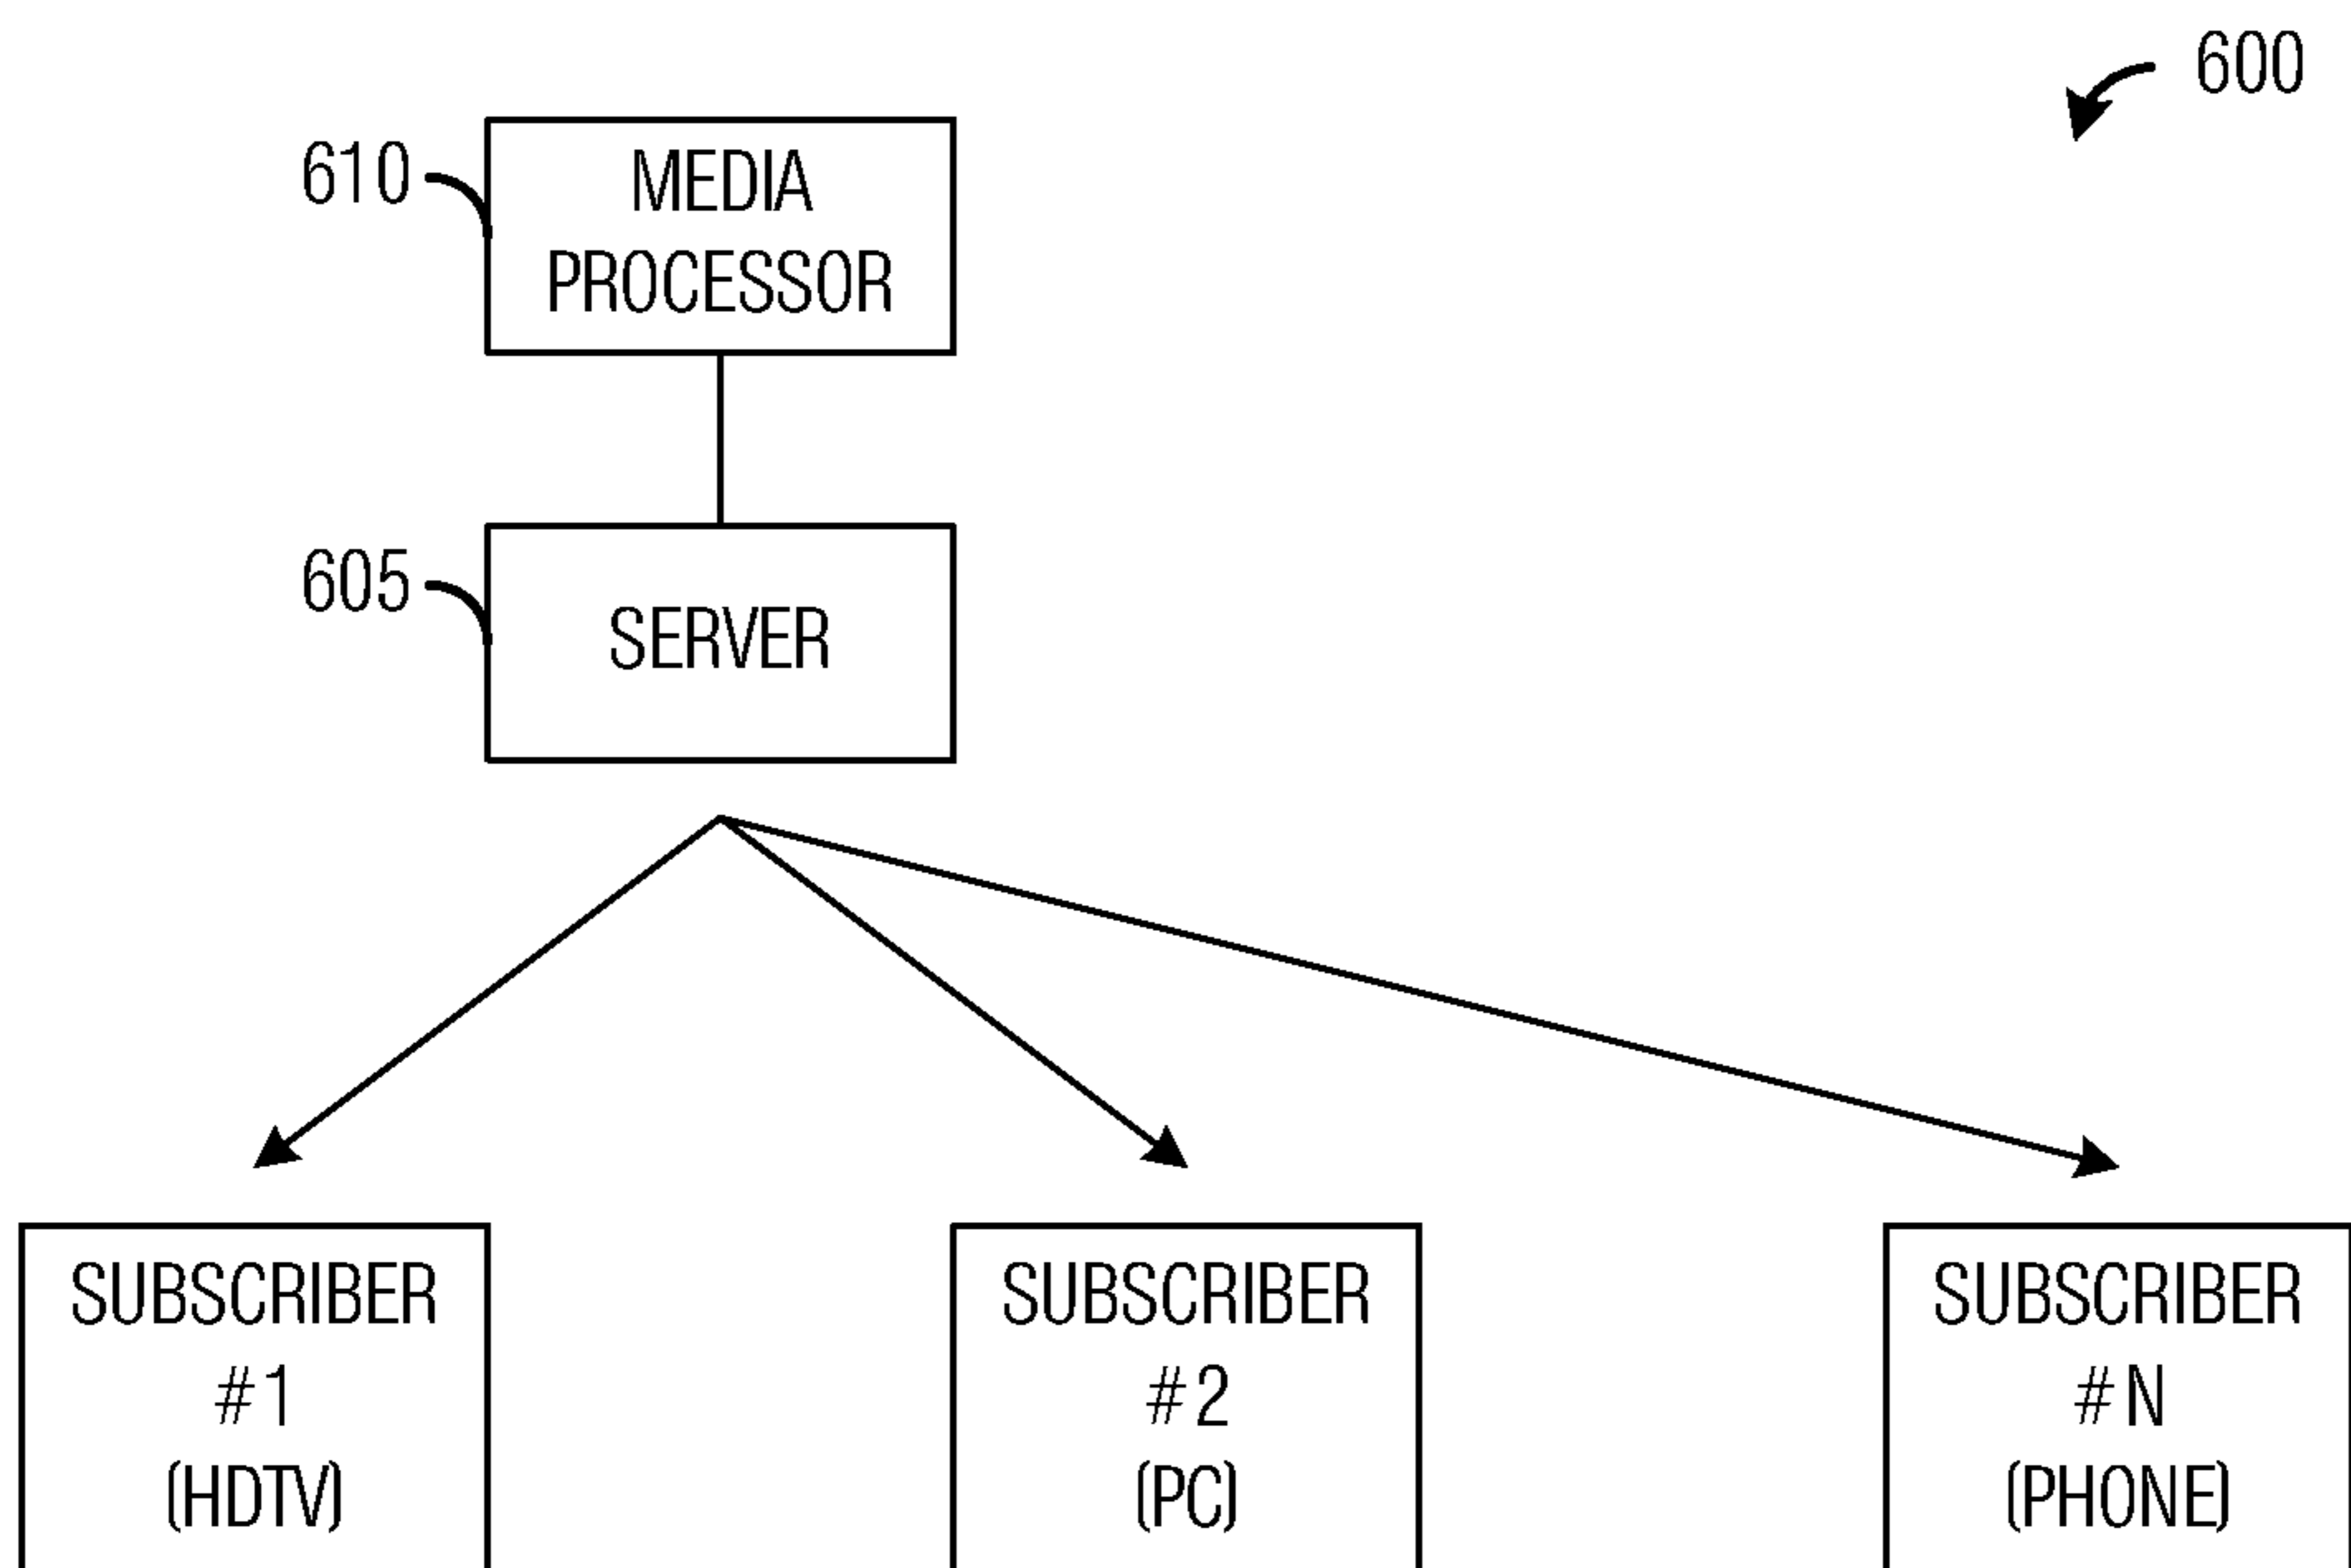 600
610
MEDIA
PROCESSOR
605
SERVER
SUBSCRIBER
#1
(HDTV)
SUBSCRIBER
#2
(PC)
SUBSCRIBER
#N
(PHONE)